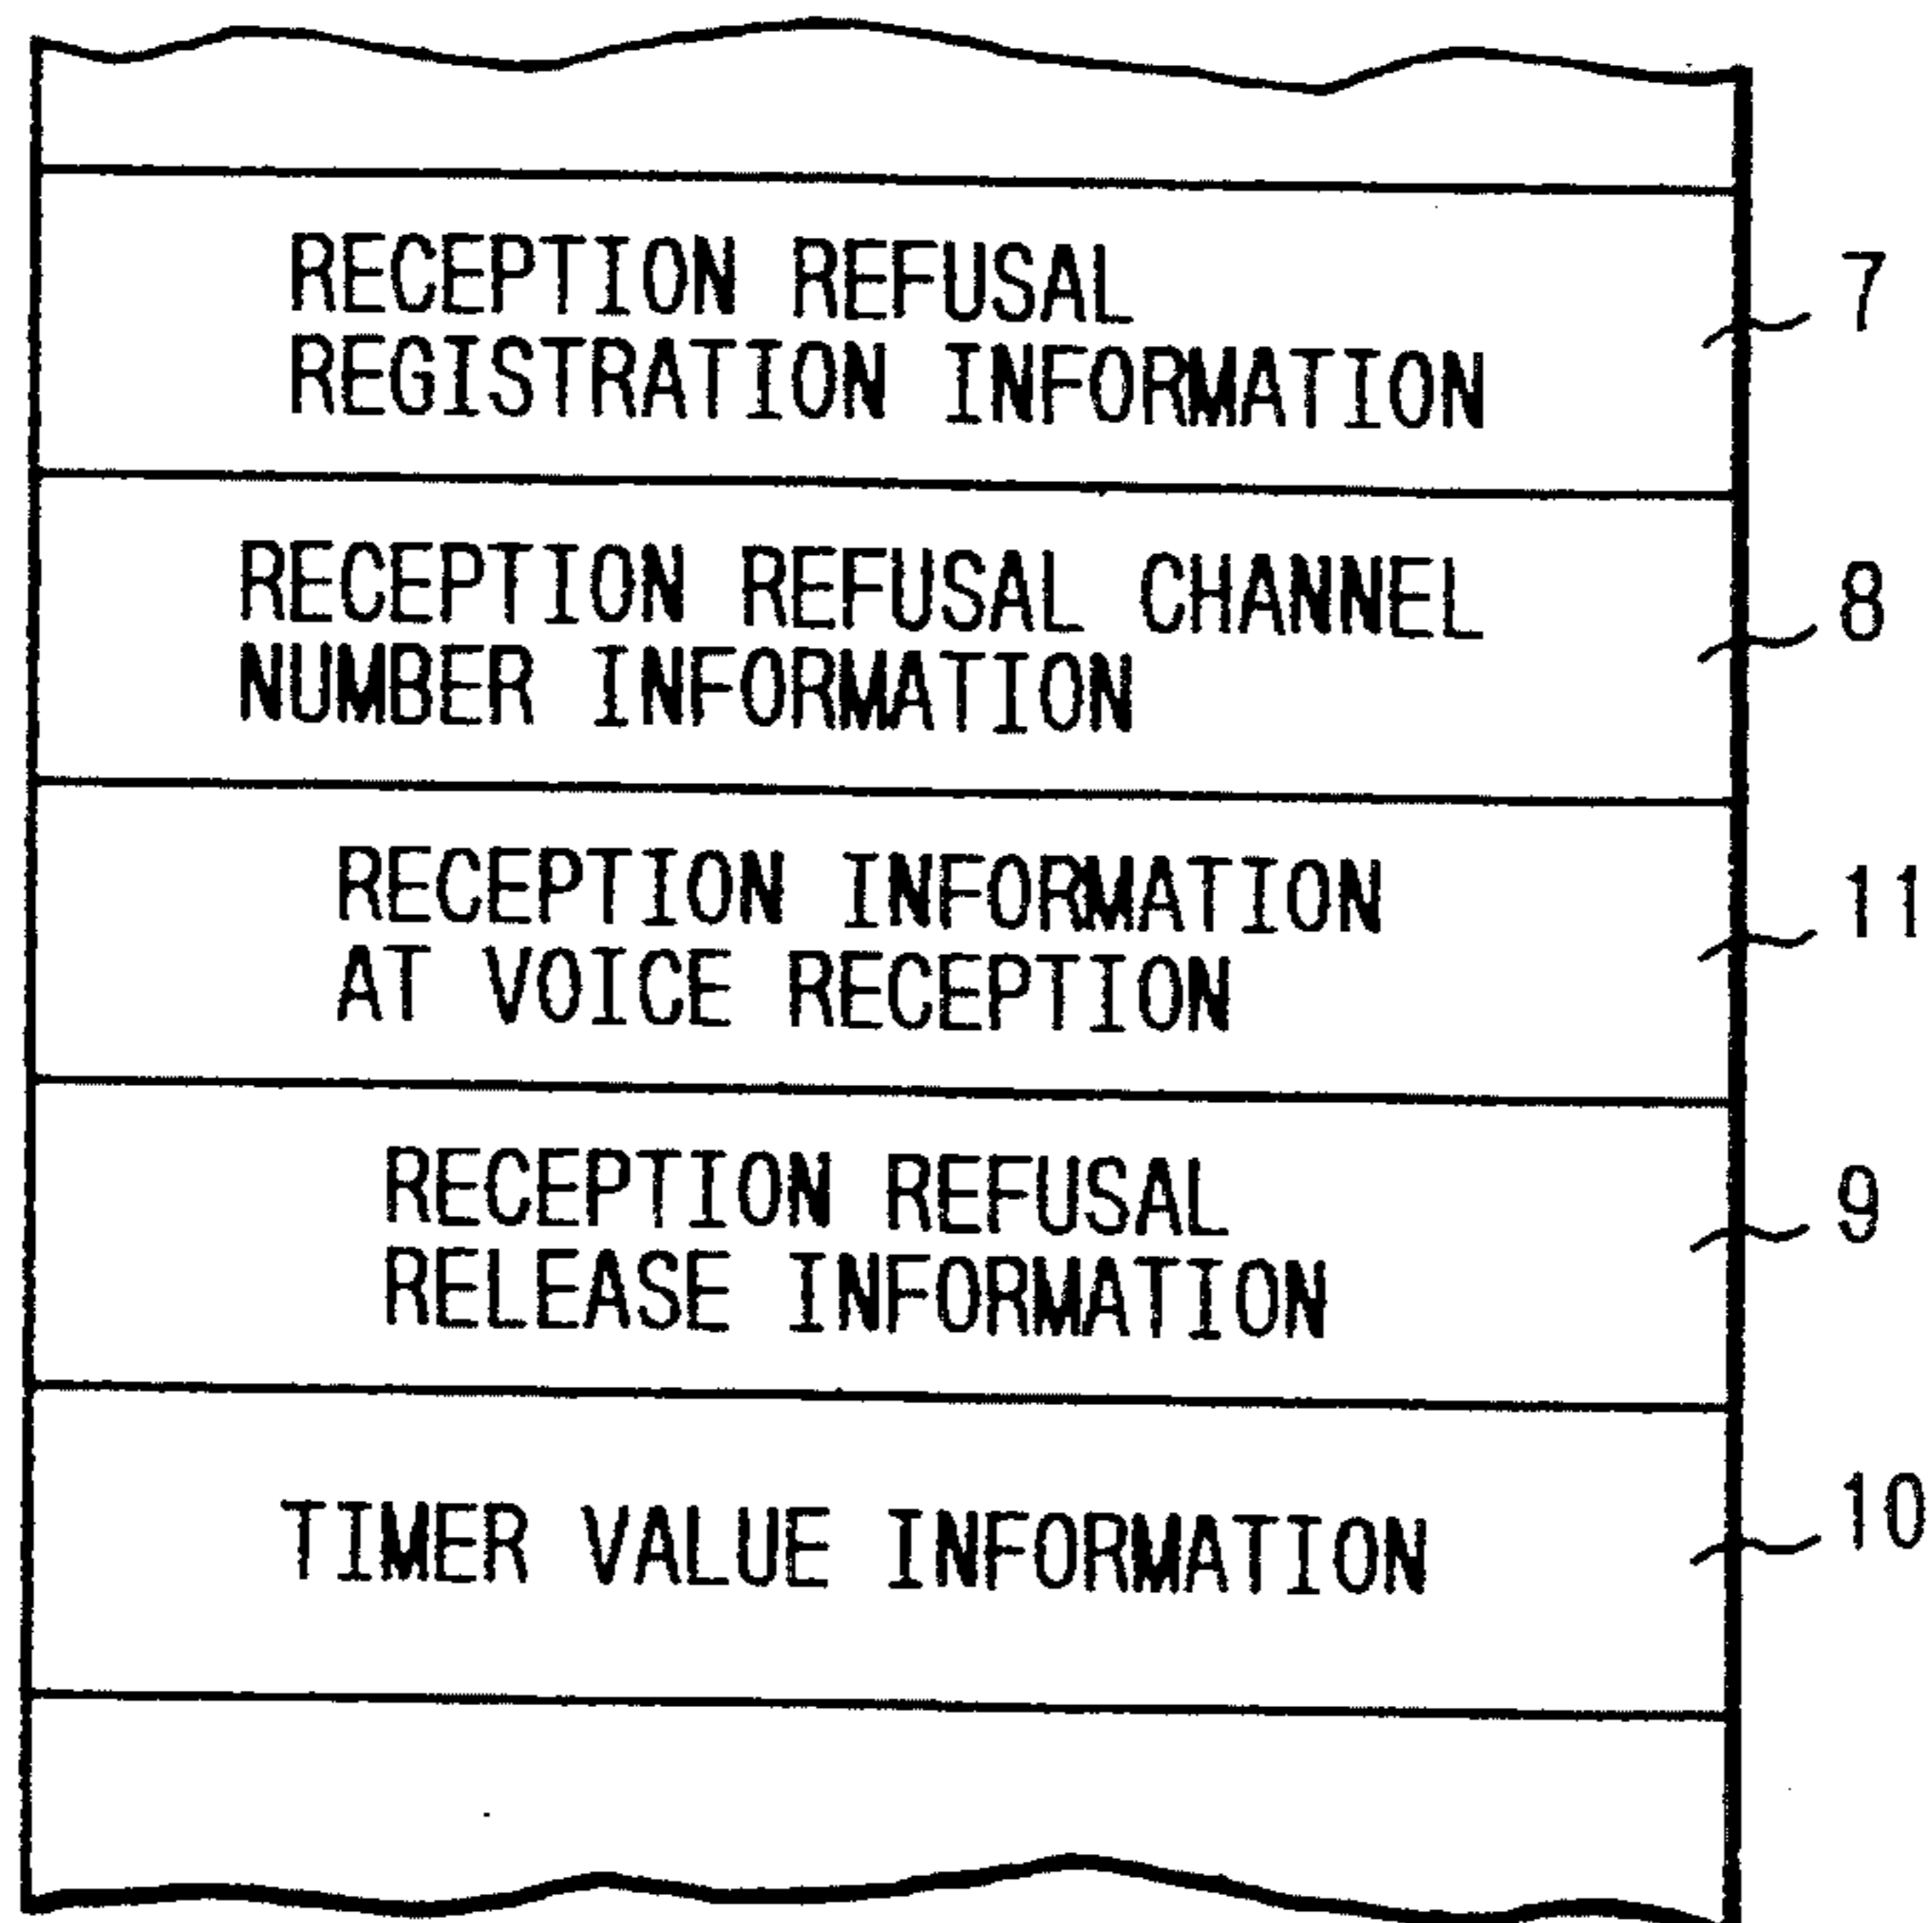 RECEPTION REFUSAL
REGISTRATION INFORMATION
7
RECEPTION REFUSAL CHANNEL
NUMBER INFORMATION
8
RECEPTION INFORMATION
AT VOICE RECEPTION
11
RECEPTION REFUSAL
RELEASE INFORMATION
9
TIMER VALUE INFORMATION
10